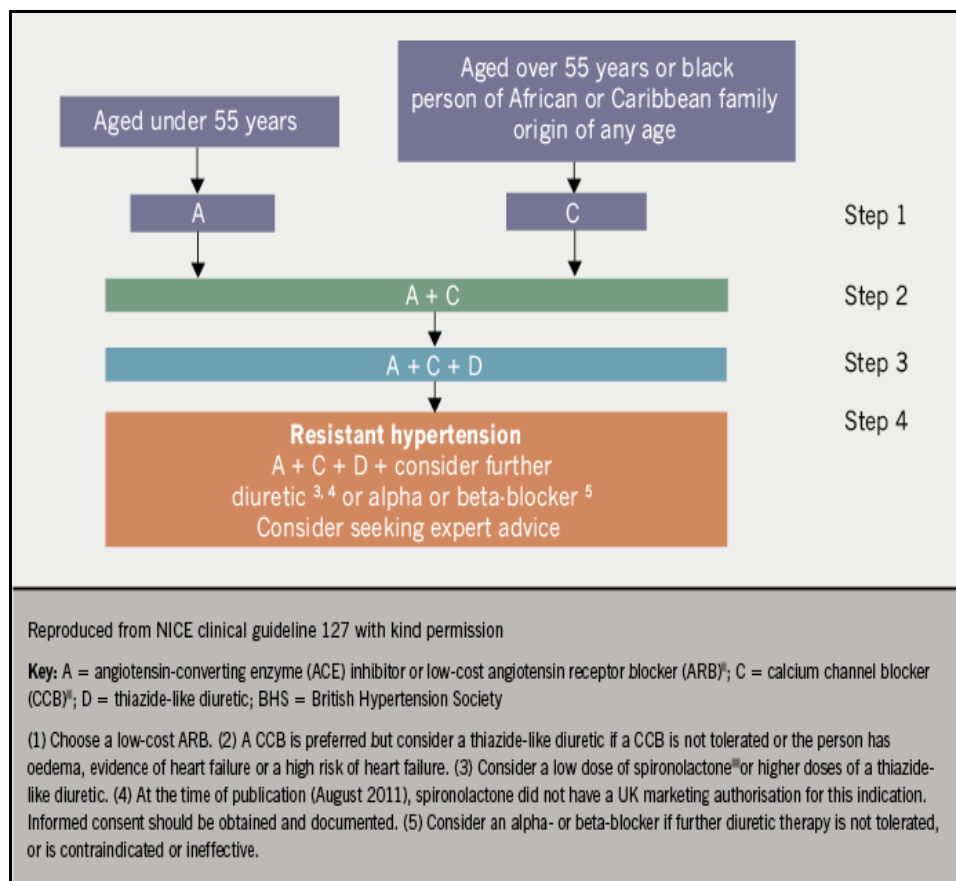 Aged under 55 years
Aged over 55 years or black
person of African or Caribbean family
origin of any age
A
C
Step 1
A + C
Step 2
A + C + D
Step 3
Step 4
Resistant hypertension
A + C + D + consider further
diuretic 3, 4 or alpha or beta-blocker 5
Consider seeking expert advice
Reproduced from NICE clinical guideline 127 with kind permission
Key: A = angiotensin-converting enzyme (ACE) inhibitor or low-cost angiotensin receptor blocker (ARB); C = calcium channel blocker
(CCB); D = thiazide-like diuretic; BHS = British Hypertension Society
(1) Choose a low-cost ARB. (2) A CCB is preferred but consider a thiazide-like diuretic if a CCB is not tolerated or the person has
oedema, evidence of heart failure or a high risk of heart failure. (3) Consider a low dose of spironolactone or higher doses of a thiazide-
like diuretic. (4) At the time of publication (August 2011), spironolactone did not have a UK marketing authorisation for this indication.
Informed consent should be obtained and documented. (5) Consider an alpha- or beta-blocker if further diuretic therapy is not tolerated,
or is contraindicated or ineffective.